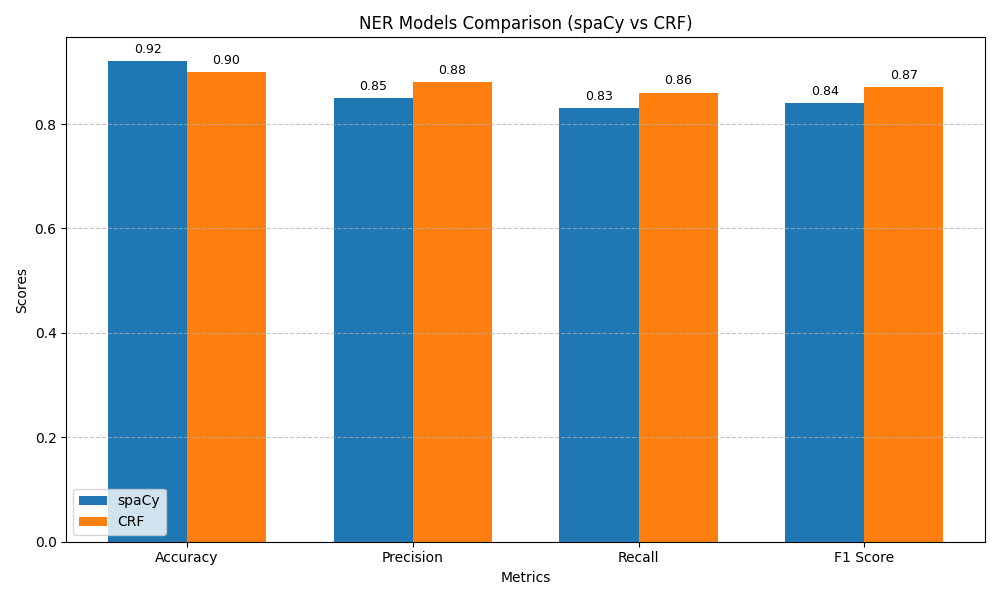 NER Models Comparison (spaCy vs CRF)
0.92
0.90
0.85
0.88
0.83
0.86
0.84
0.87
0.8
0.6
0.4
0.2
0.0
Scores
spaCy
CRF
Accuracy
Precision
Recall
F1 Score
Metrics